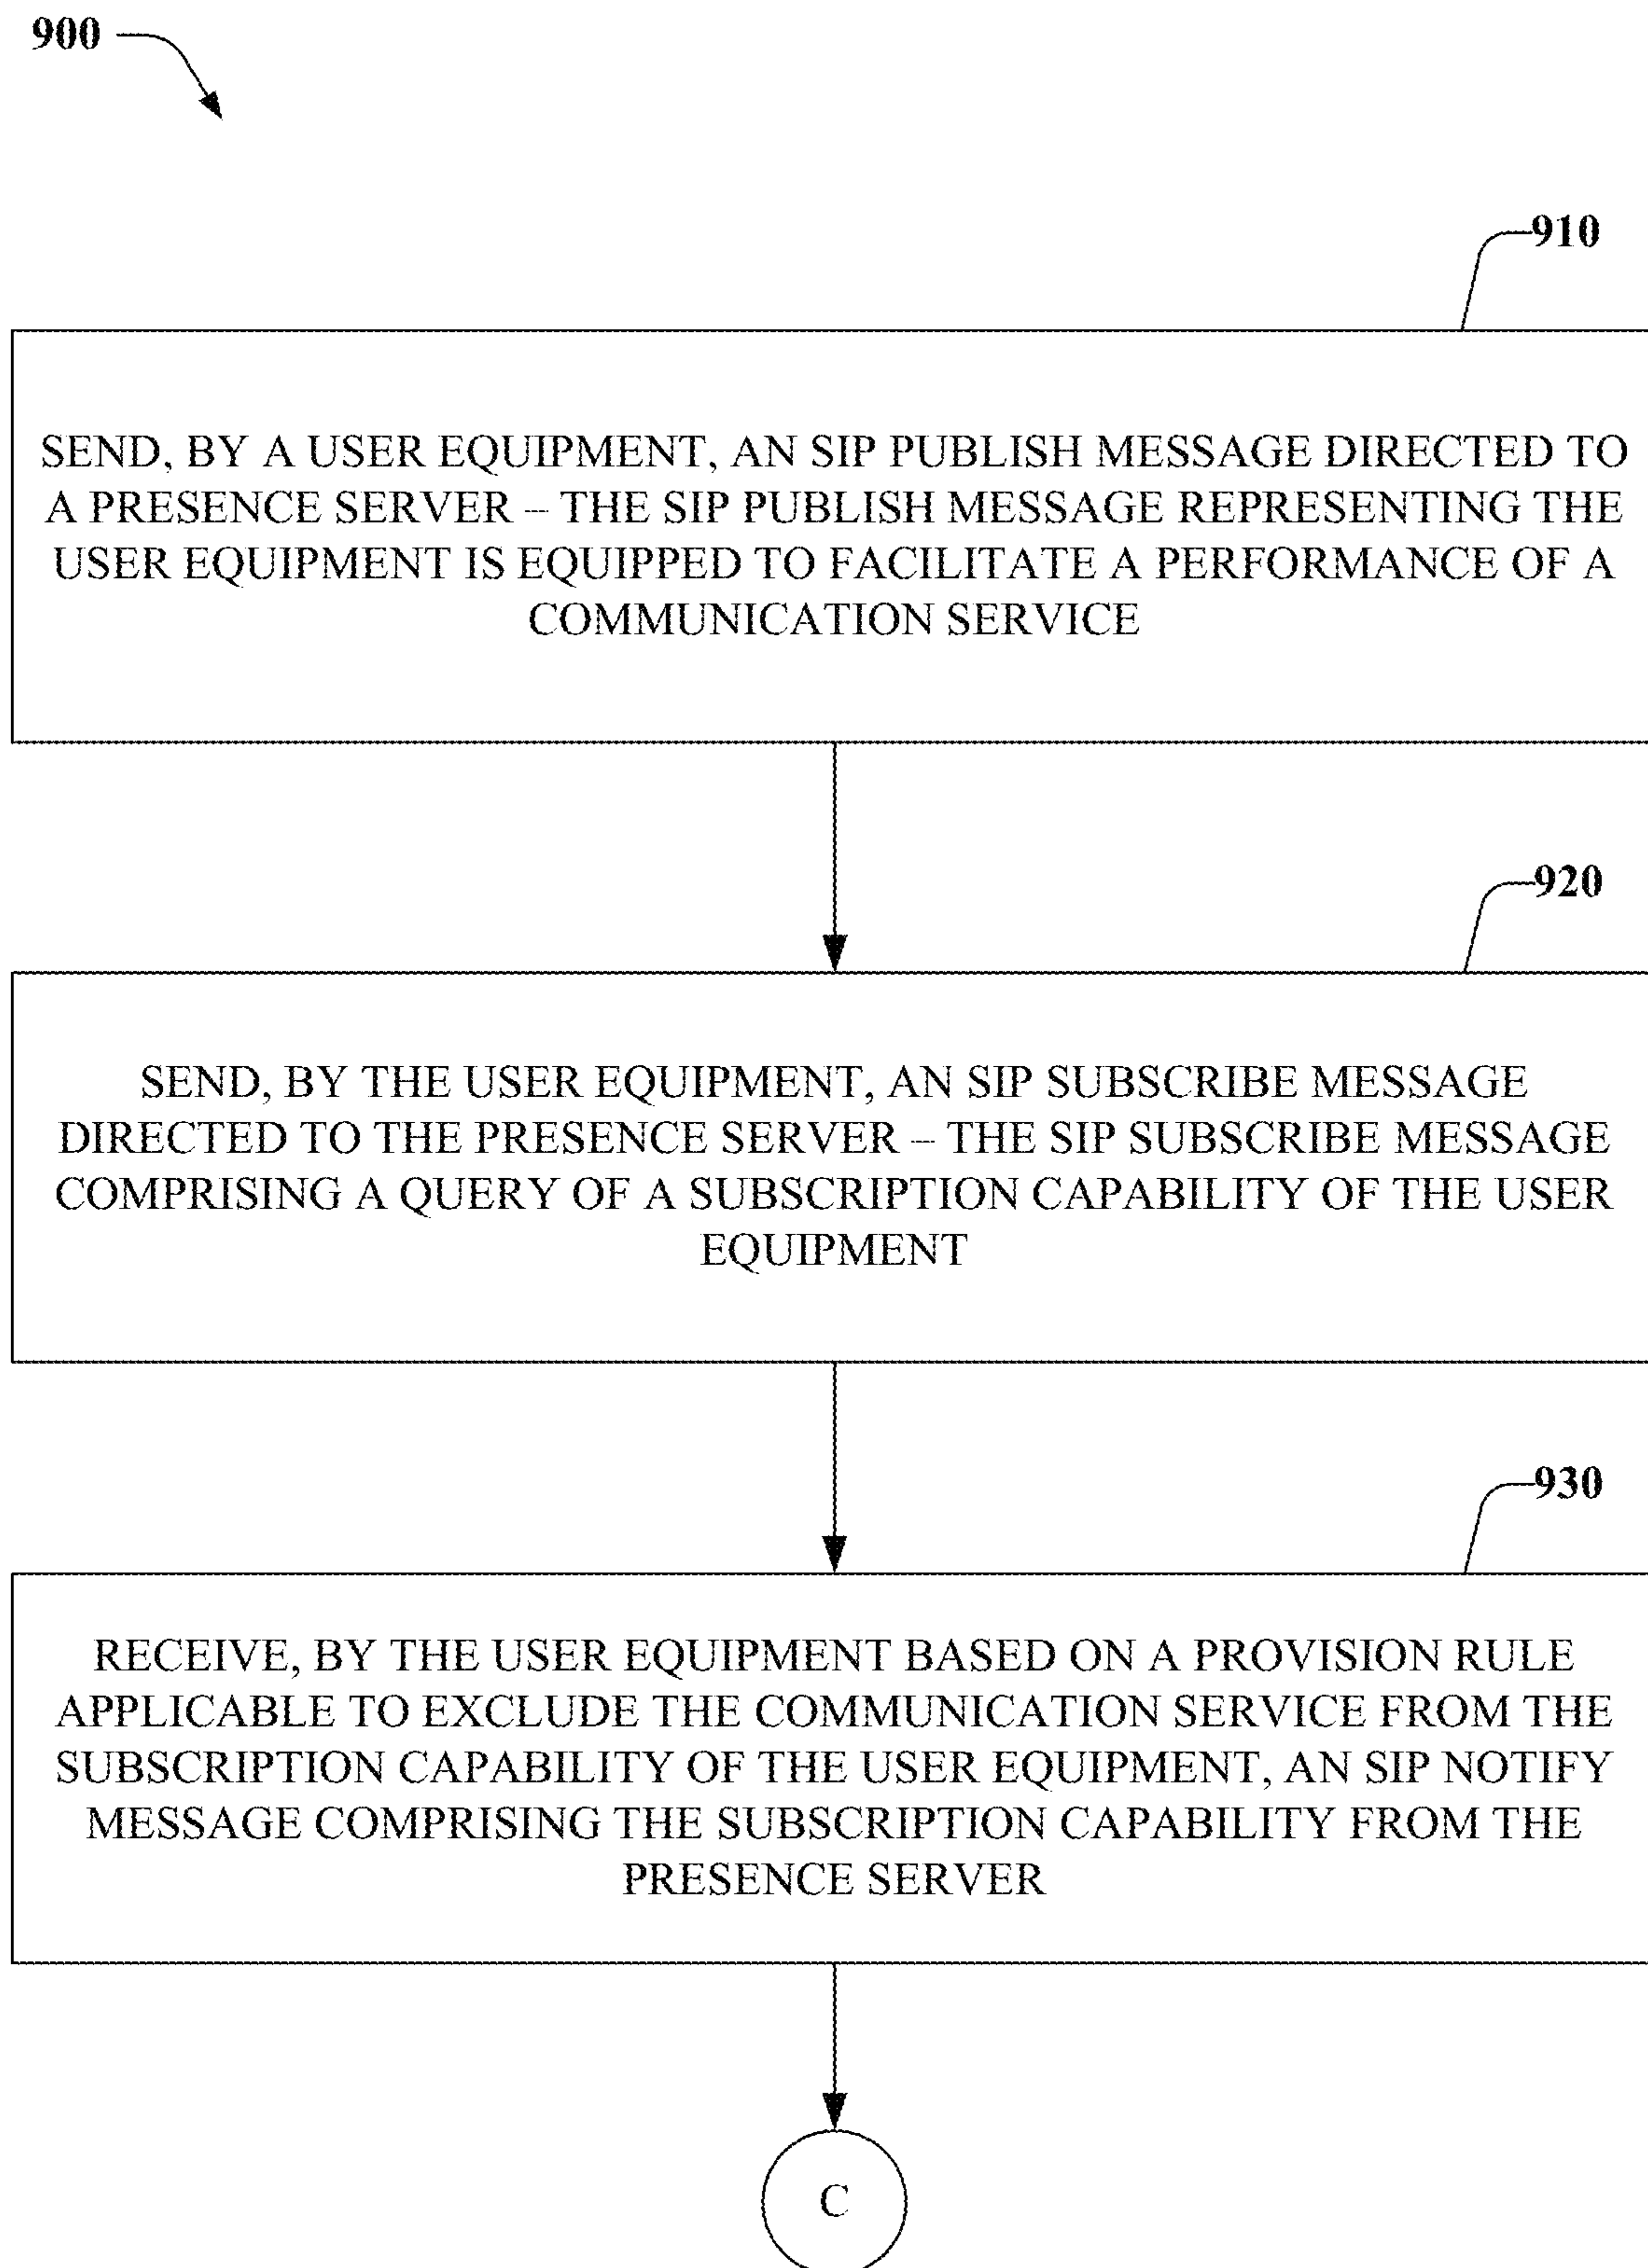 900
910
SEND, BY A USER EQUIPMENT, AN SIP PUBLISH MESSAGE DIRECTED TO
A PRESENCE SERVER – THE SIP PUBLISH MESSAGE REPRESENTING THE
USER EQUIPMENT IS EQUIPPED TO FACILITATE A PERFORMANCE OF A
COMMUNICATION SERVICE
920
SEND, BY THE USER EQUIPMENT, AN SIP SUBSCRIBE MESSAGE
DIRECTED TO THE PRESENCE SERVER – THE SIP SUBSCRIBE MESSAGE
COMPRISING A QUERY OF A SUBSCRIPTION CAPABILITY OF THE USER
EQUIPMENT
930
RECEIVE, BY THE USER EQUIPMENT BASED ON A PROVISION RULE
APPLICABLE TO EXCLUDE THE COMMUNICATION SERVICE FROM THE
SUBSCRIPTION CAPABILITY OF THE USER EQUIPMENT, AN SIP NOTIFY
MESSAGE COMPRISING THE SUBSCRIPTION CAPABILITY FROM THE
PRESENCE SERVER
C